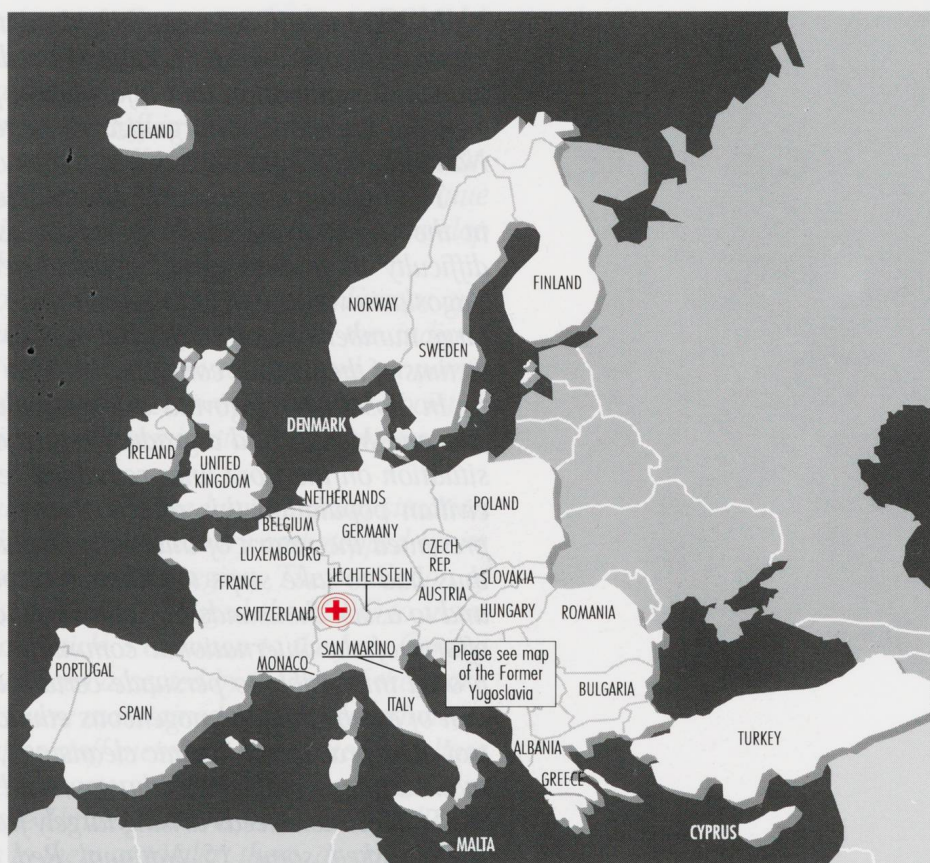 ICELAND
NORWAY
SWEDEN
FINLAND
DENMARK
IRELAND
UNITED
KINGDOM
NETHERLANDS
BELGIUM
LUXEMBOURG
GERMANY
POLAND
CZECH
REP.
SLOVAKIA
FRANCE
LIECHTENSTEIN
AUSTRIA
HUNGARY
ROMANIA
SWITZERLAND
SAN MARINO
MONACO
Please see map
of the Former
Yugoslavia
PORTUGAL
SPAIN
ITALY
BULGARIA
ALBANIA
GREECE
TURKEY
MALTA
CYPRUS